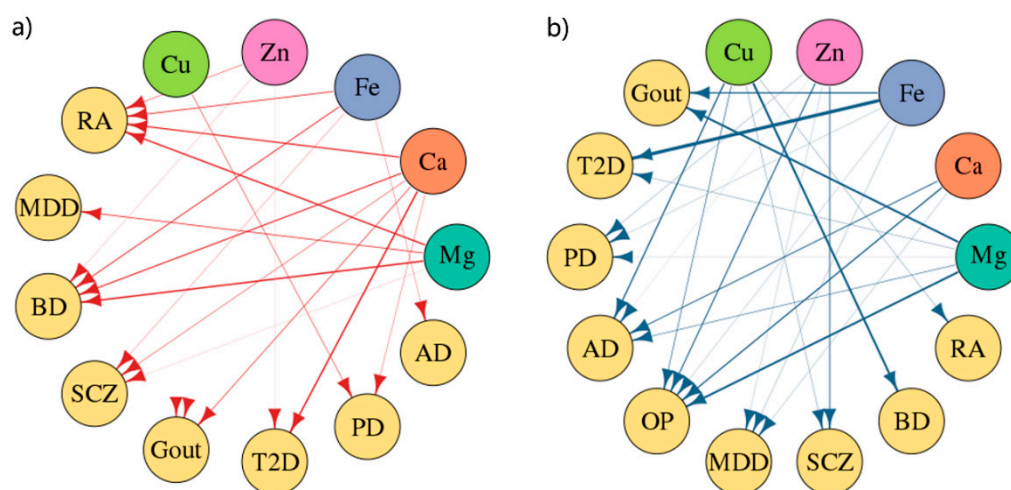 a)
Cu
Zn
Fe
Ca
Mg
RA
MDD
BD
SCZ
Gout
T2D
PD
AD
b)
Cu
Zn
Fe
Ca
Mg
Gout
T2D
PD
AD
OP
MDD
SCZ
BD
RA